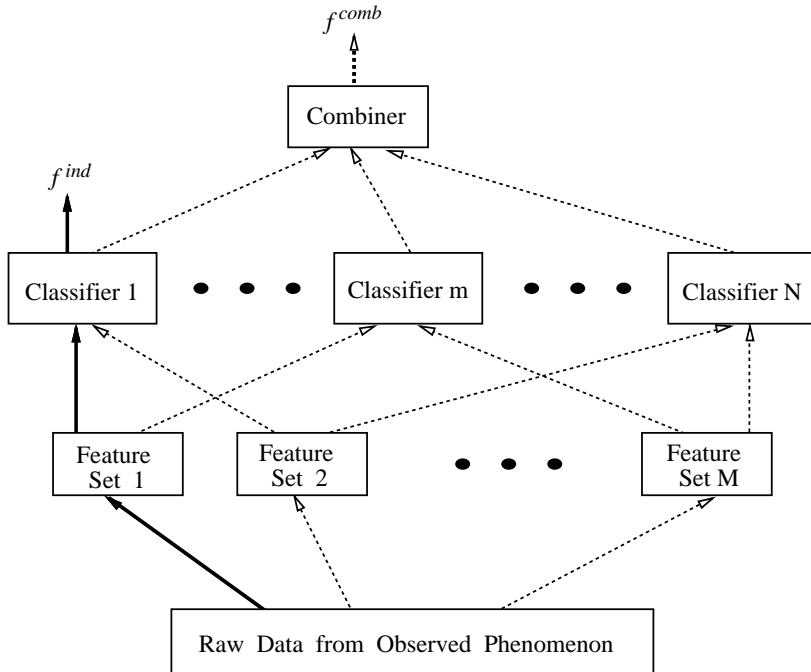 f comb
Combiner
f ind
Classifier 1
Classifier m
Classifier N
Feature
Set 1
Feature
Set 2
Feature
Set M
Raw Data from Observed Phenomenon